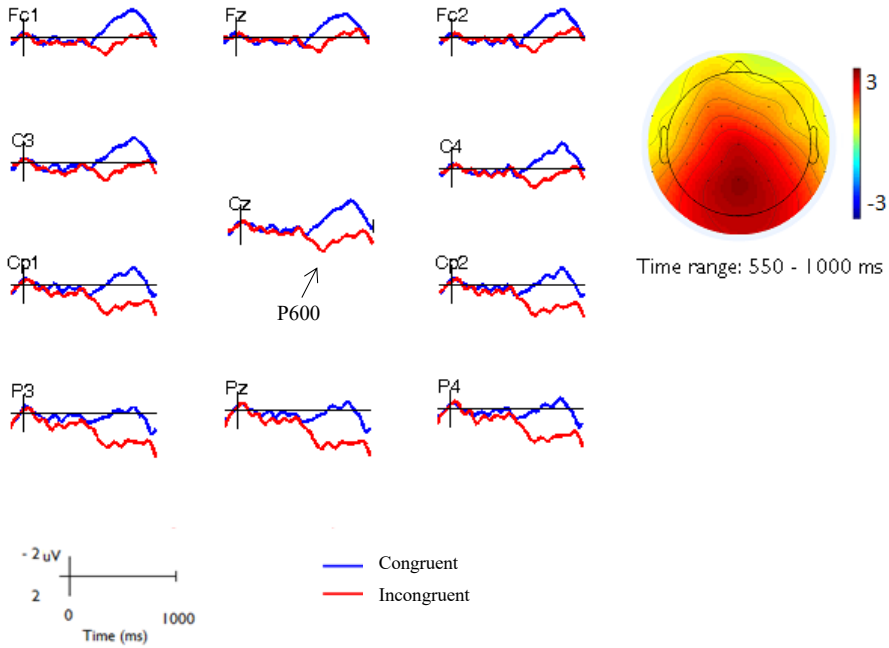 Fc1 Fz Fc2
3
C3 C4
Cz -3
Cp1 Cp2 Time range: 550 - 1000 ms
P600
P3 Pz P4
- 2 uV
Congruent
2 Incongruent
0 1000
Time (ms)